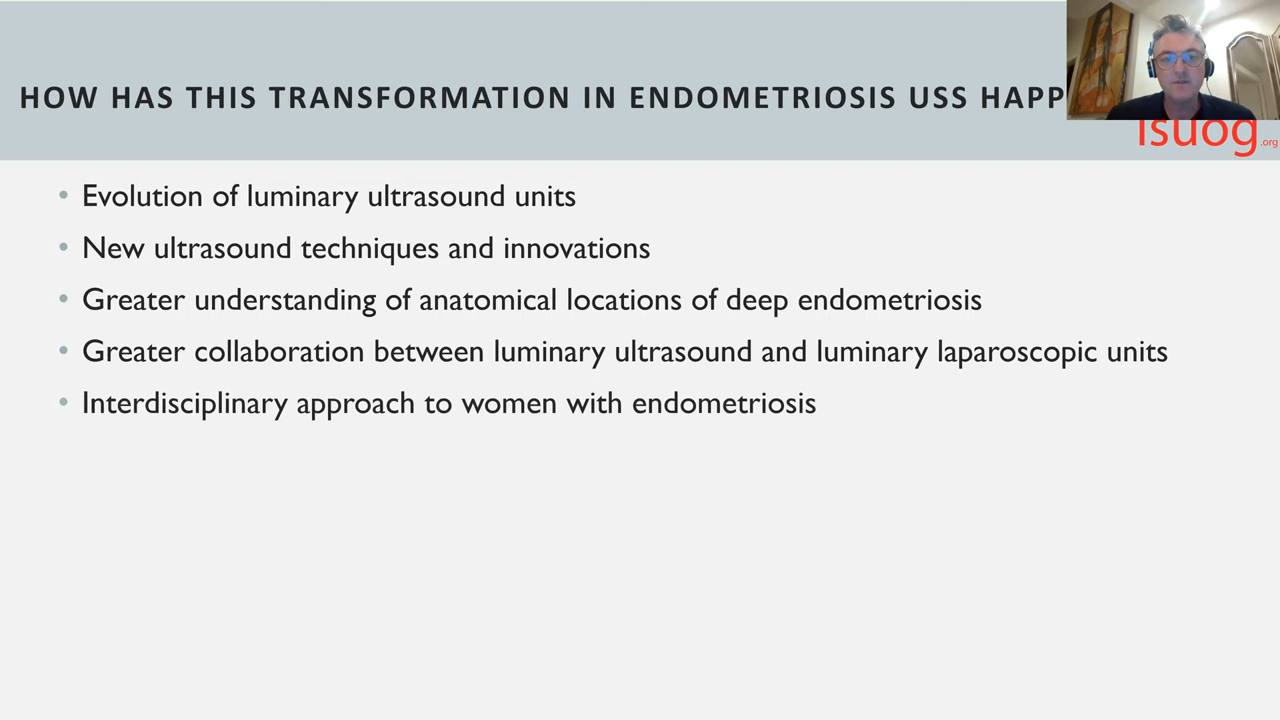 HOW HAS THIS TRANSFORMATION IN ENDOMETRIOSIS USS HAPP
isuog.org
• Evolution of luminary ultrasound units
• New ultrasound techniques and innovations
• Greater understanding of anatomical locations of deep endometriosis
• Greater collaboration between luminary ultrasound and luminary laparoscopic units
• Interdisciplinary approach to women with endometriosis